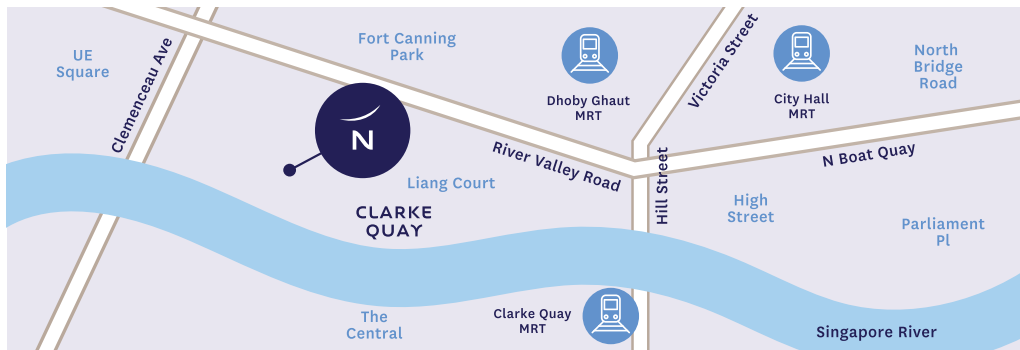 UE
Square
Clemenceau Ave
Fort Canning
Park
Dhoby Ghaut
MRT
Victoria Street
City Hall
MRT
North
Bridge
Road
N
River Valley Road
Hill Street
N Boat Quay
Liang Court
CLARKE
QUAY
High
Street
Parliament
Pl
The
Central
Clarke Quay
MRT
Singapore River